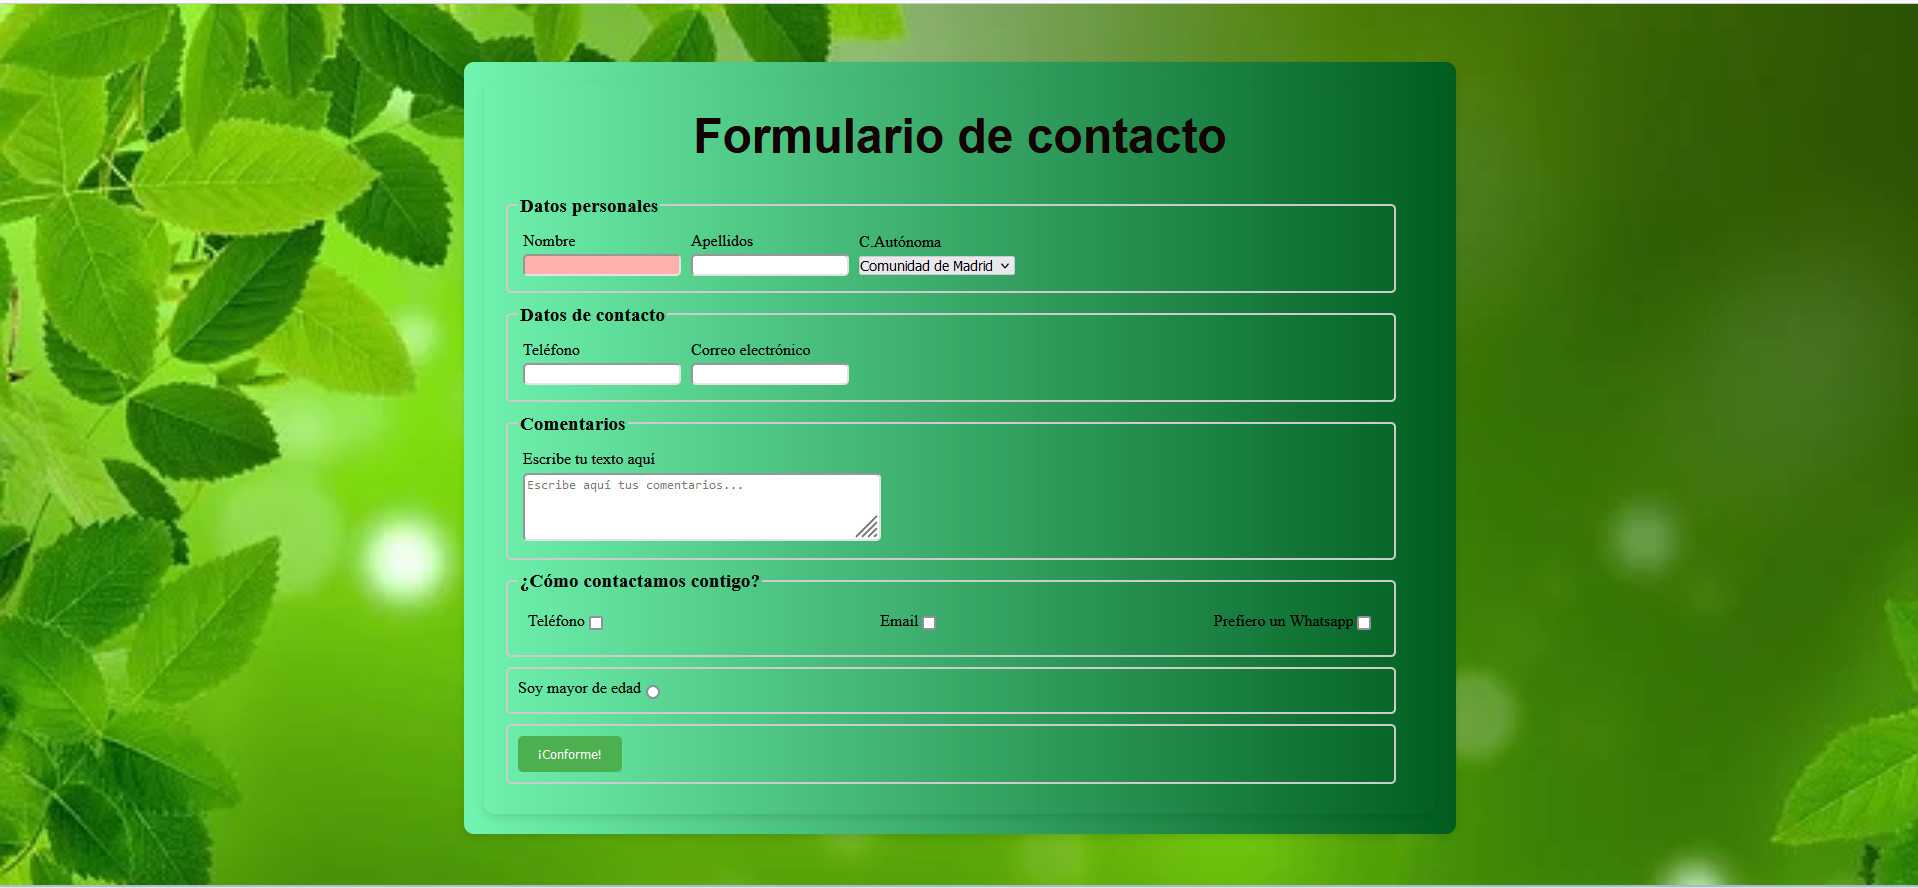 Formulario de contacto
Datos personales
Nombre Apellidos C.Autónoma
Comunidad de Madrid
Datos de contacto
Teléfono Correo electrónico
Comentarios
Escribe tu texto aquí
Escribe aquí tus comentarios...
¿Cómo contactamos contigo?
Teléfono Email Prefiero un Whatsapp
Soy mayor de edad
¡Conforme!